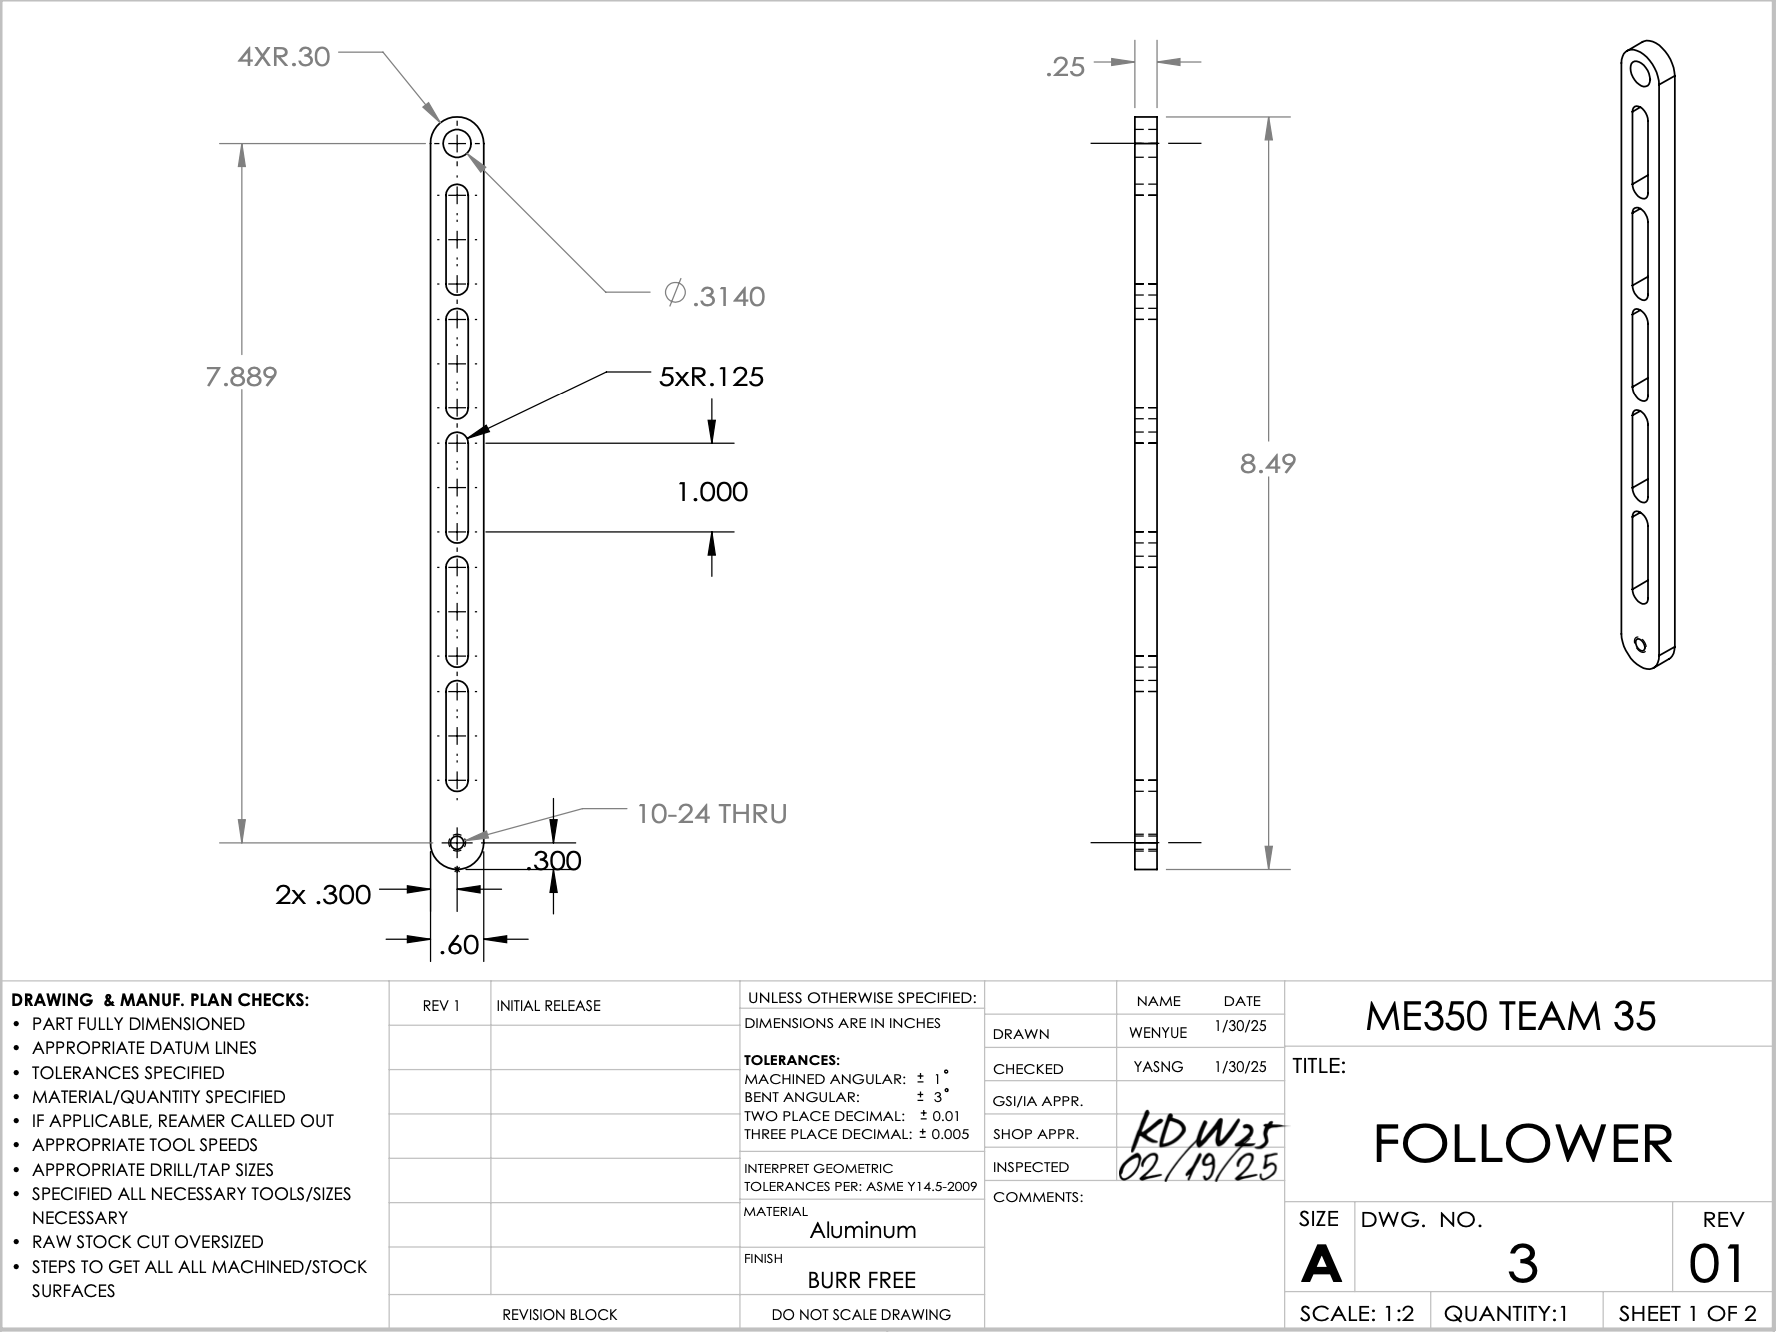 4XR.30
.25
∅ .3140
7.889
5xR.125
1.000
8.49
10-24 THRU
.300
2x .300
.60
DRAWING & MANUF. PLAN CHECKS:
• PART FULLY DIMENSIONED
• APPROPRIATE DATUM LINES
• TOLERANCES SPECIFIED
• MATERIAL/QUANTITY SPECIFIED
• IF APPLICABLE, REAMER CALLED OUT
• APPROPRIATE TOOL SPEEDS
• APPROPRIATE DRILL/TAP SIZES
• SPECIFIED ALL NECESSARY TOOLS/SIZES
NECESSARY
• RAW STOCK CUT OVERSIZED
• STEPS TO GET ALL ALL MACHINED/STOCK
SURFACES
REV 1 INITIAL RELEASE
REVISION BLOCK
UNLESS OTHERWISE SPECIFIED:
DIMENSIONS ARE IN INCHES
TOLERANCES:
MACHINED ANGULAR: ± 1°
BENT ANGULAR: ± 3°
TWO PLACE DECIMAL: ± 0.01
THREE PLACE DECIMAL: ± 0.005
INTERPRET GEOMETRIC
TOLERANCES PER: ASME Y14.5-2009
MATERIAL
Aluminum
FINISH
BURR FREE
DO NOT SCALE DRAWING
NAME DATE
DRAWN WENYUE 1/30/25
CHECKED YASNG 1/30/25
GSI/IA APPR.
SHOP APPR. KDW25
INSPECTED 02/19/25
COMMENTS:
ME350 TEAM 35
TITLE:
FOLLOWER
SIZE DWG. NO. REV
A 3 01
SCALE: 1:2 QUANTITY:1 SHEET 1 OF 2